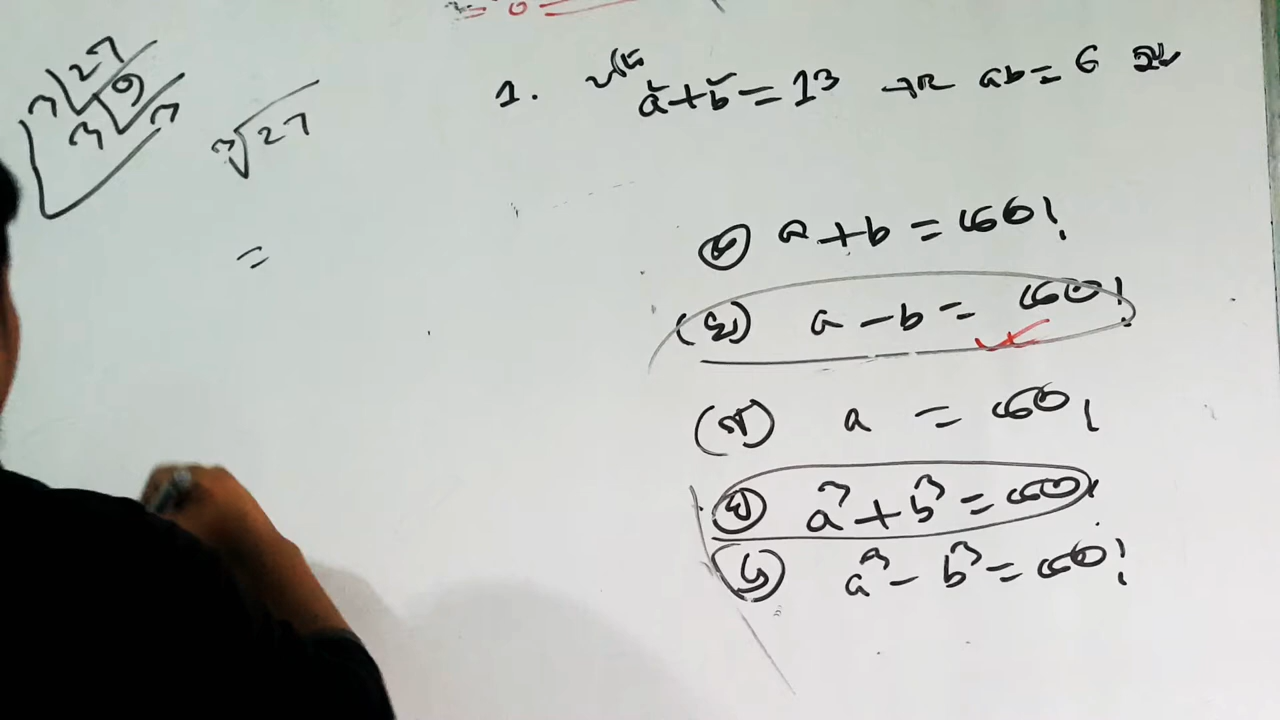 3 27
3 9
3
∛27
=
1. যদি a²+b² = 13 এবং ab = 6 হয়
(ক) a + b = কত?
(খ) a − b = কত?
(গ) a = কত?
(ঘ) a³ + b³ = কত?
(ঙ) a³ − b³ = কত?